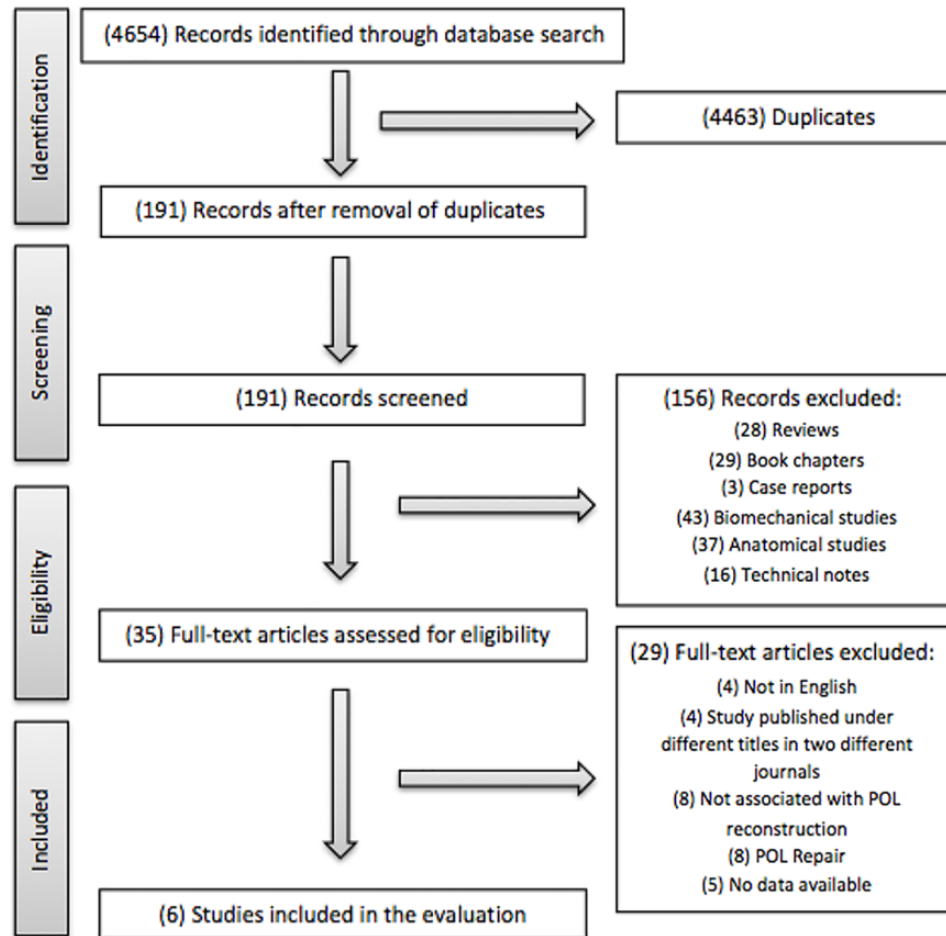 Identification
(4654) Records identified through database search
(4463) Duplicates
(191) Records after removal of duplicates
Screening
(191) Records screened
(156) Records excluded:
(28) Reviews
(29) Book chapters
(3) Case reports
(43) Biomechanical studies
(37) Anatomical studies
(16) Technical notes
Eligibility
(35) Full-text articles assessed for eligibility
(29) Full-text articles excluded:
(4) Not in English
(4) Study published under
different titles in two different
journals
(8) Not associated with POL
reconstruction
(8) POL Repair
(5) No data available
Included
(6) Studies included in the evaluation